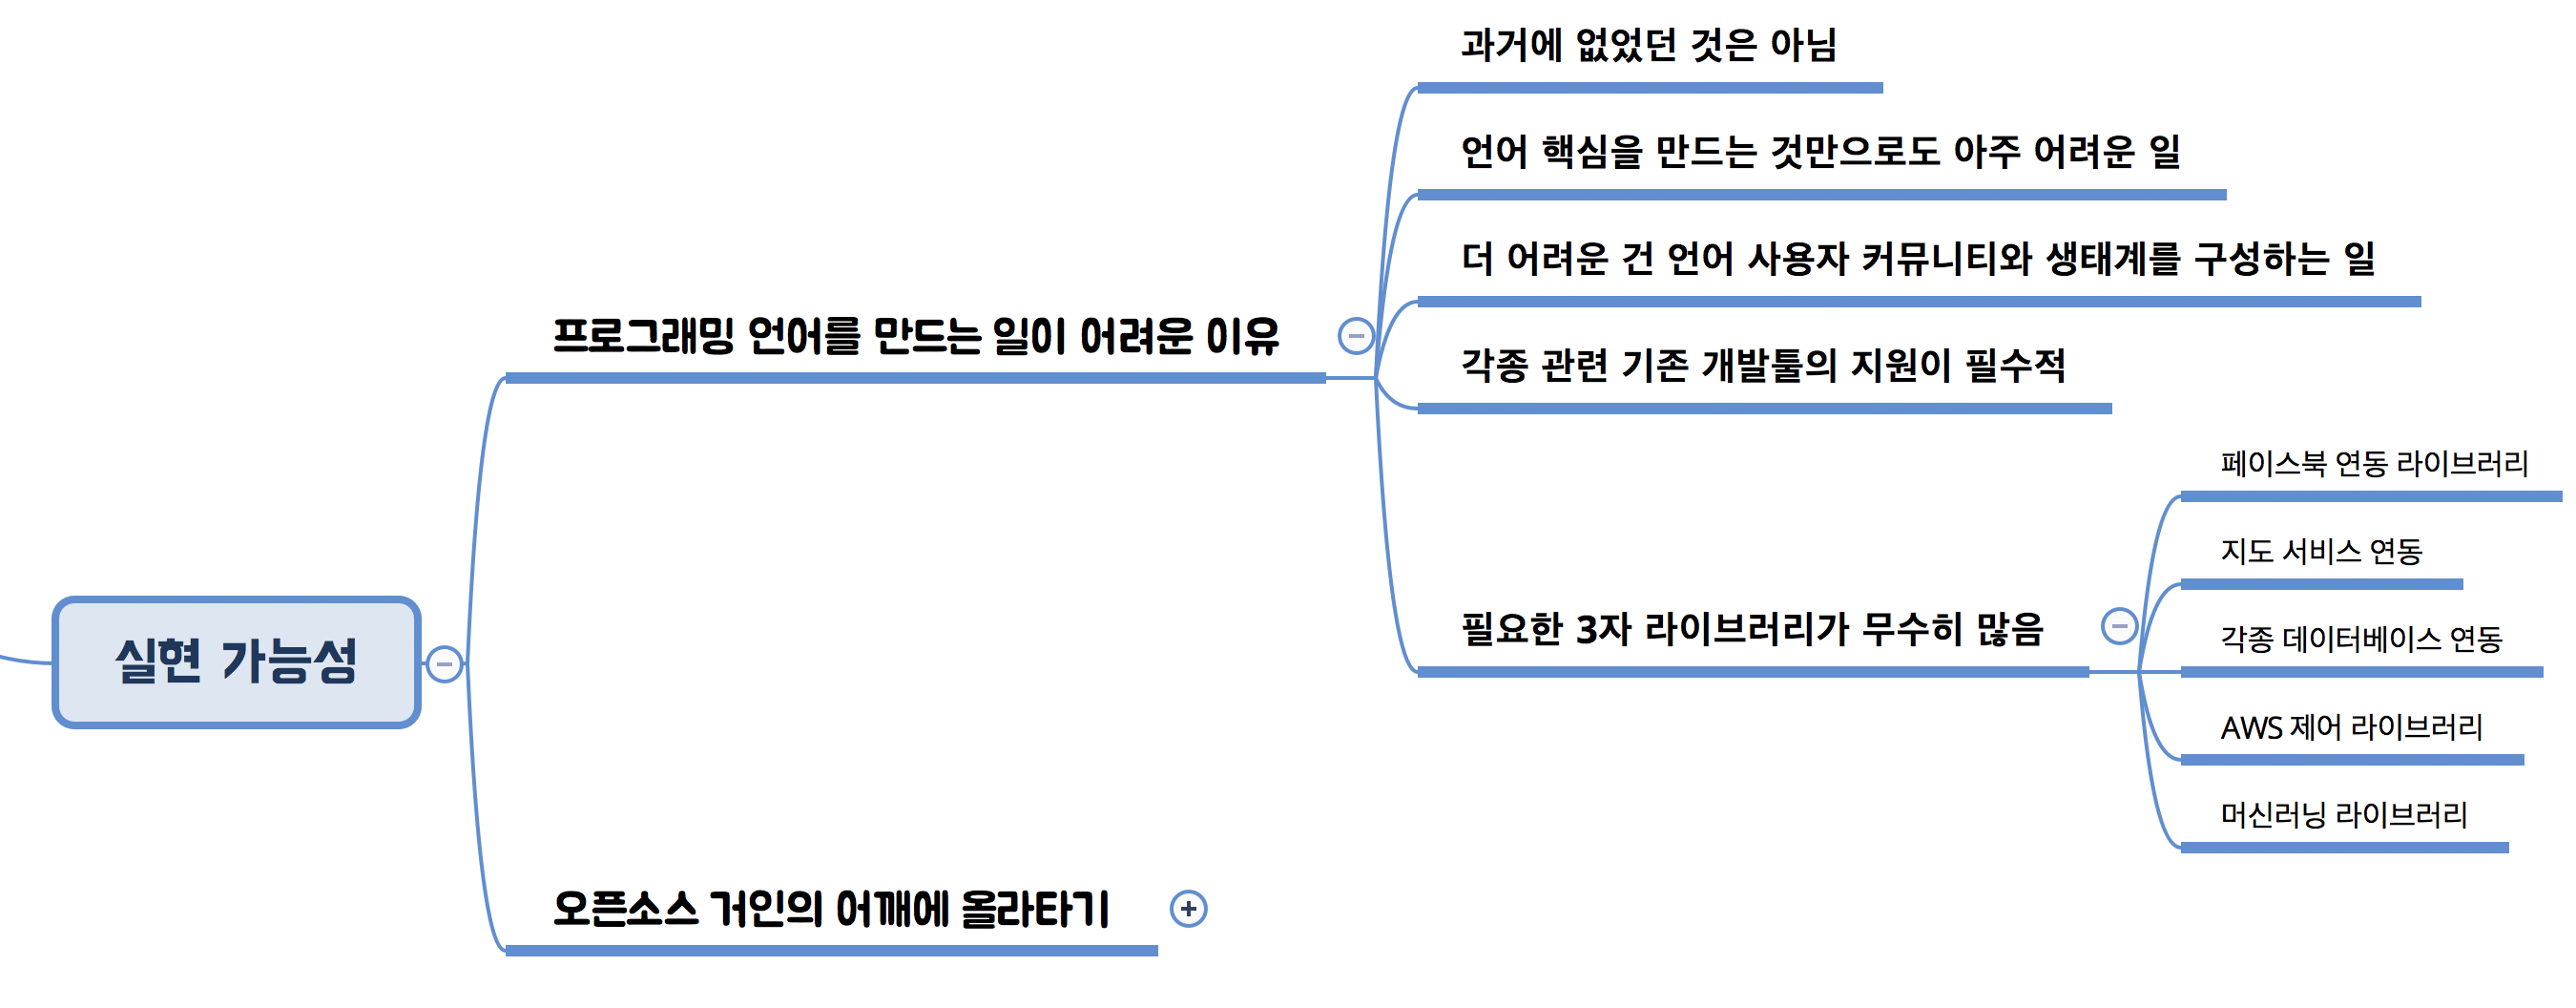 실현 가능성
프로그래밍 언어를 만드는 일이 어려운 이유
과거에 없었던 것은 아님
언어 핵심을 만드는 것만으로도 아주 어려운 일
더 어려운 건 언어 사용자 커뮤니티와 생태계를 구성하는 일
각종 관련 기존 개발툴의 지원이 필수적
필요한 3자 라이브러리가 무수히 많음
페이스북 연동 라이브러리
지도 서비스 연동
각종 데이터베이스 연동
AWS 제어 라이브러리
머신러닝 라이브러리
오픈소스 거인의 어깨에 올라타기